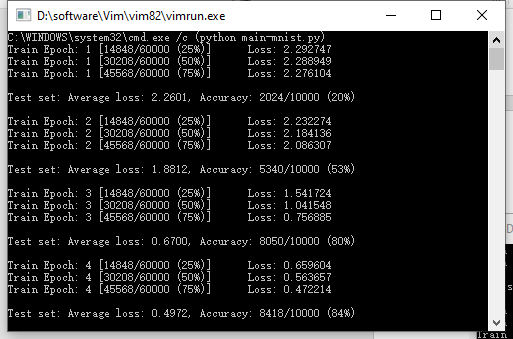 D:\software\Vim\vim82\vimrun.exe
C:\WINDOWS\system32\cmd.exe /c (python main-mnist.py)
Train Epoch: 1 [14848/60000 (25%)] Loss: 2.292747
Train Epoch: 1 [30208/60000 (50%)] Loss: 2.288949
Train Epoch: 1 [45568/60000 (75%)] Loss: 2.276104
Test set: Average loss: 2.2601, Accuracy: 2024/10000 (20%)
Train Epoch: 2 [14848/60000 (25%)] Loss: 2.232274
Train Epoch: 2 [30208/60000 (50%)] Loss: 2.184136
Train Epoch: 2 [45568/60000 (75%)] Loss: 2.086307
Test set: Average loss: 1.8812, Accuracy: 5340/10000 (53%)
Train Epoch: 3 [14848/60000 (25%)] Loss: 1.541724
Train Epoch: 3 [30208/60000 (50%)] Loss: 1.041548
Train Epoch: 3 [45568/60000 (75%)] Loss: 0.756885
Test set: Average loss: 0.6700, Accuracy: 8050/10000 (80%)
Train Epoch: 4 [14848/60000 (25%)] Loss: 0.659604
Train Epoch: 4 [30208/60000 (50%)] Loss: 0.563657
Train Epoch: 4 [45568/60000 (75%)] Loss: 0.472214
Test set: Average loss: 0.4972, Accuracy: 8418/10000 (84%)
Train